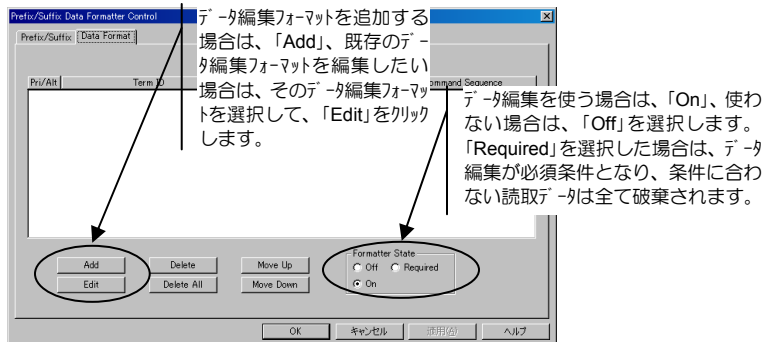 Prefix/Suffix Data Formatter Control
Prefix/Suffix Data Format
ﾃﾞｰﾀ編集ﾌｫｰﾏｯﾄを追加する
場合は、「Add」、既存のﾃﾞｰ
ﾀ編集ﾌｫｰﾏｯﾄを編集したい
場合は、そのﾃﾞｰﾀ編集ﾌｫｰﾏｯ
ﾄを選択して、「Edit」をｸﾘｯｸ
します。
Pri/Alt Term ID ommand Sequence
ﾃﾞｰﾀ編集を使う場合は、「On」、使わ
ない場合は、「Off」を選択します。
「Required」を選択した場合は、ﾃﾞｰﾀ
編集が必須条件となり、条件に合わ
ない読取ﾃﾞｰﾀは全て破棄されます。
Add Delete Move Up
Edit Delete All Move Down
Formatter State
Off Required
On
OK キャンセル 適用(A) ヘルプ